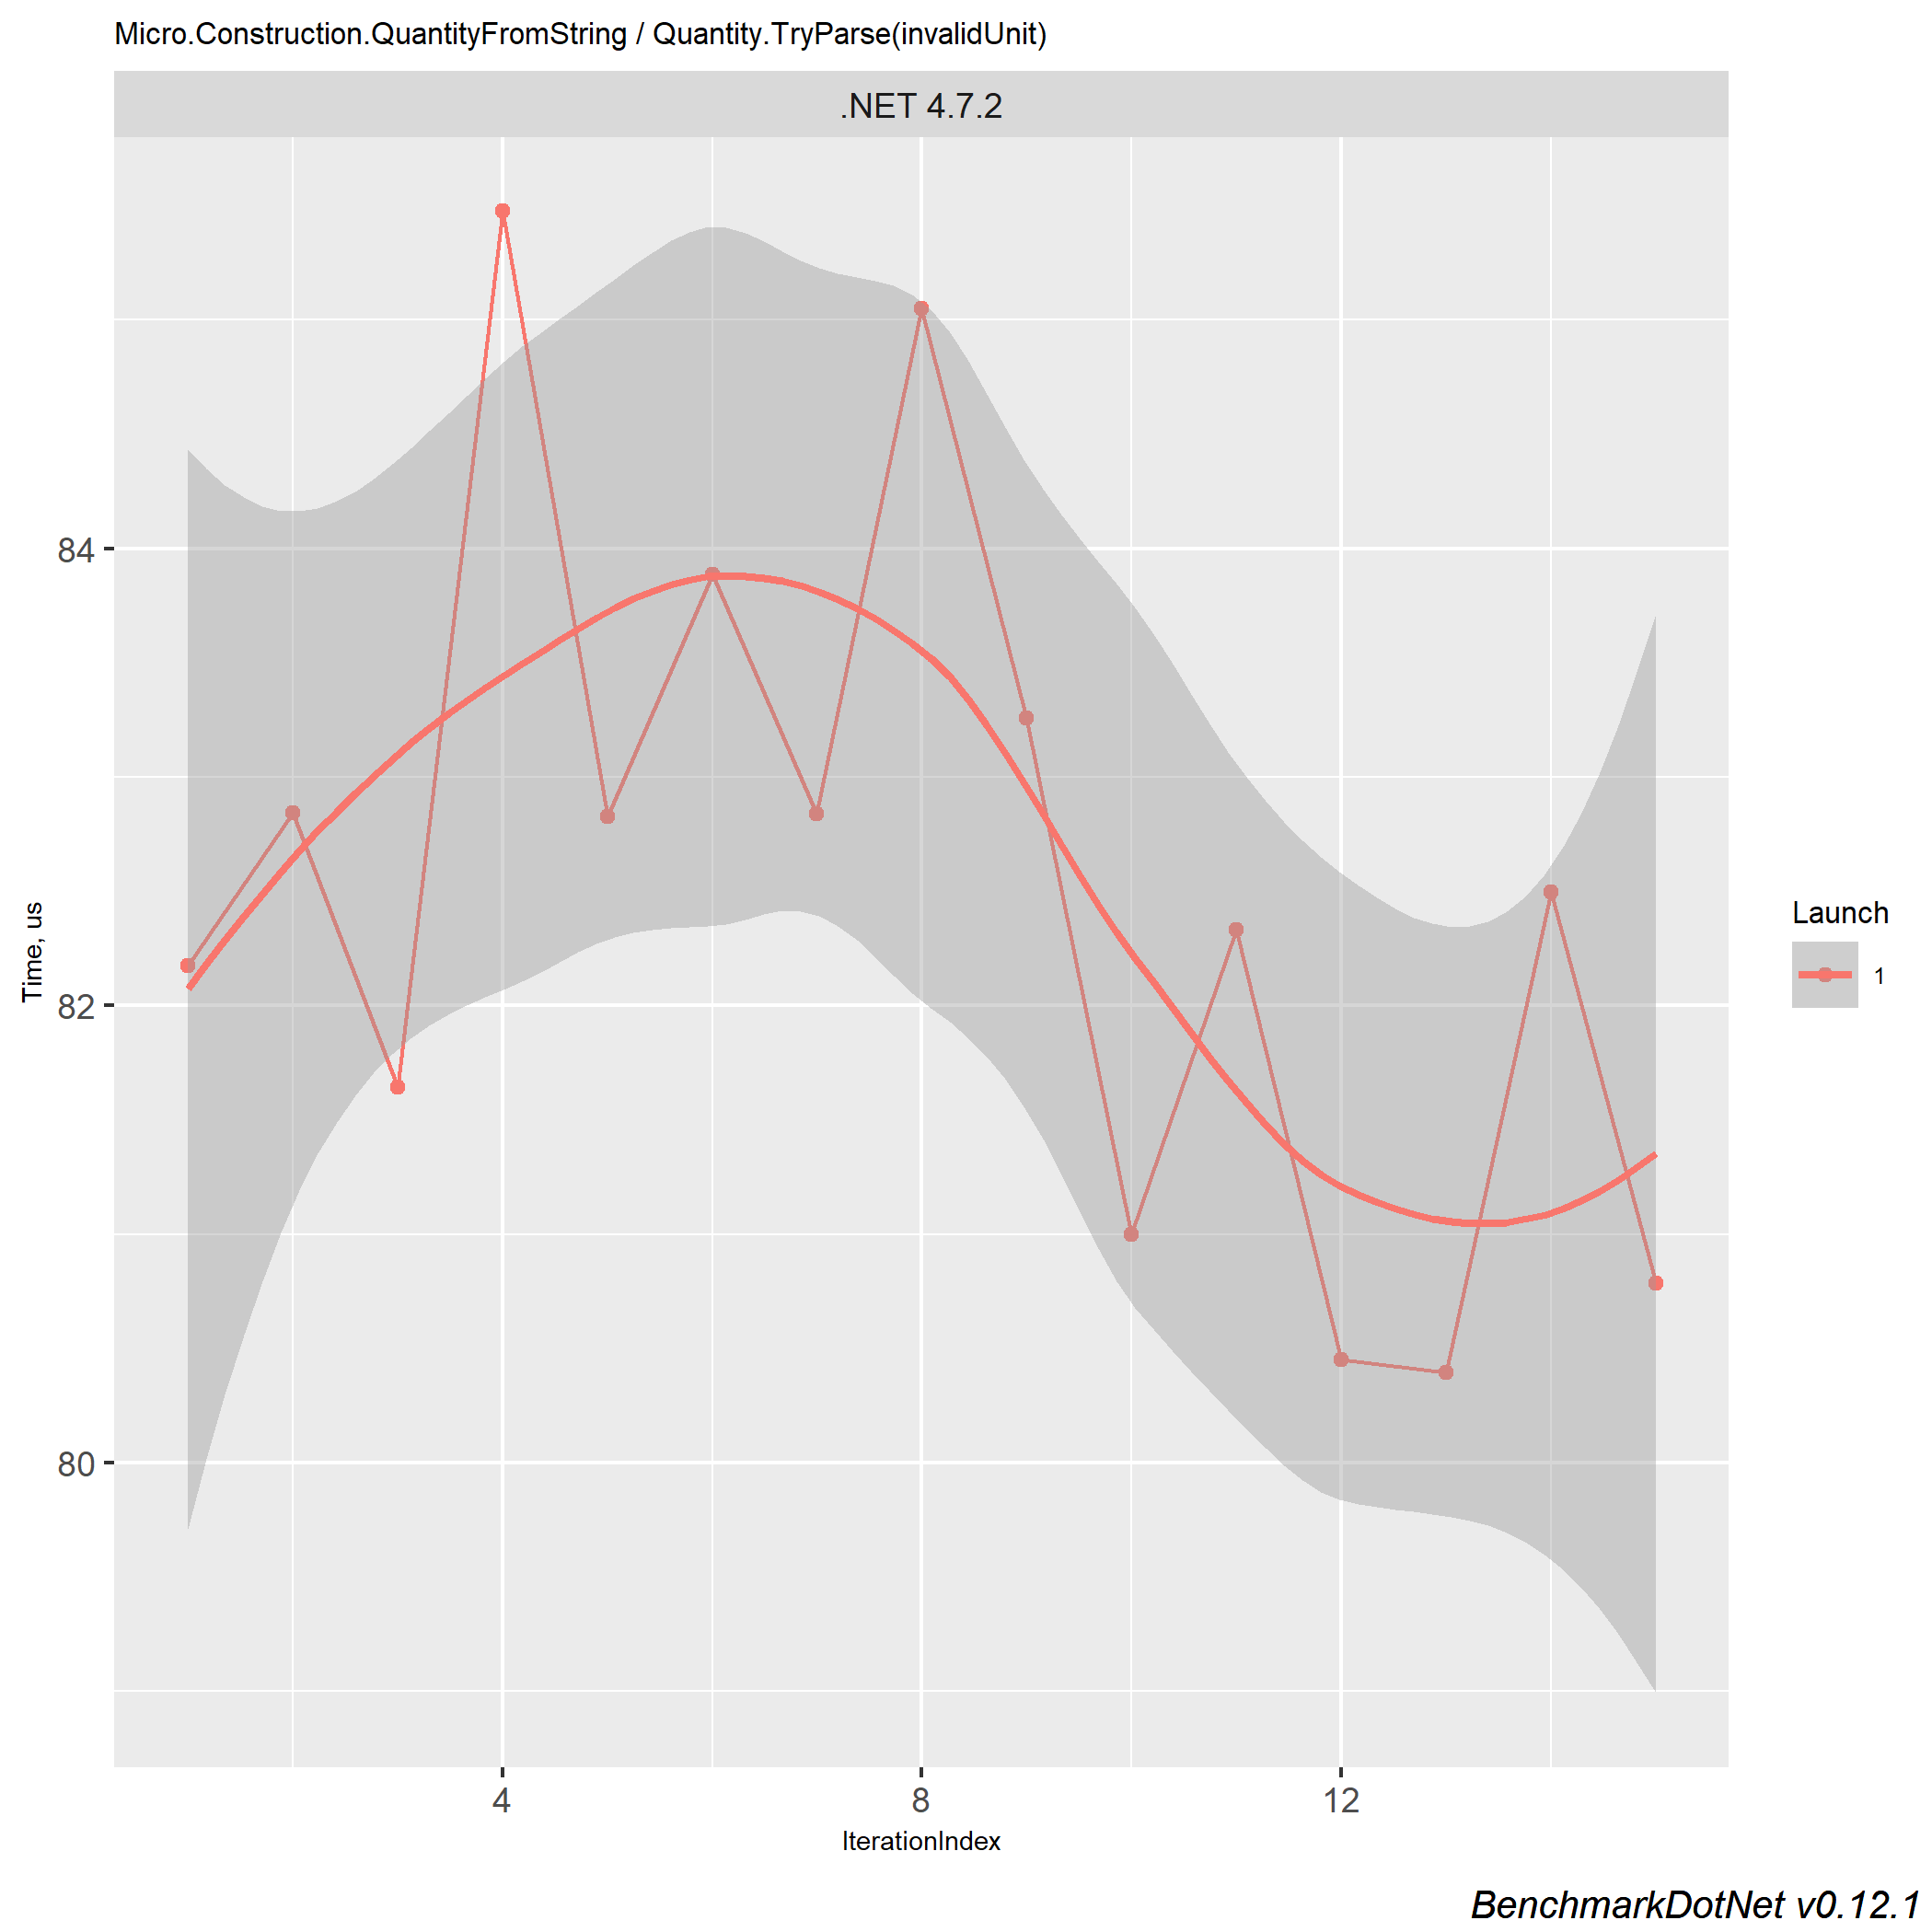 Micro.Construction.QuantityFromString / Quantity.TryParse(invalidUnit)
.NET 4.7.2
84
82
80
Time, us
4
8
12
IterationIndex
Launch
1
BenchmarkDotNet v0.12.1